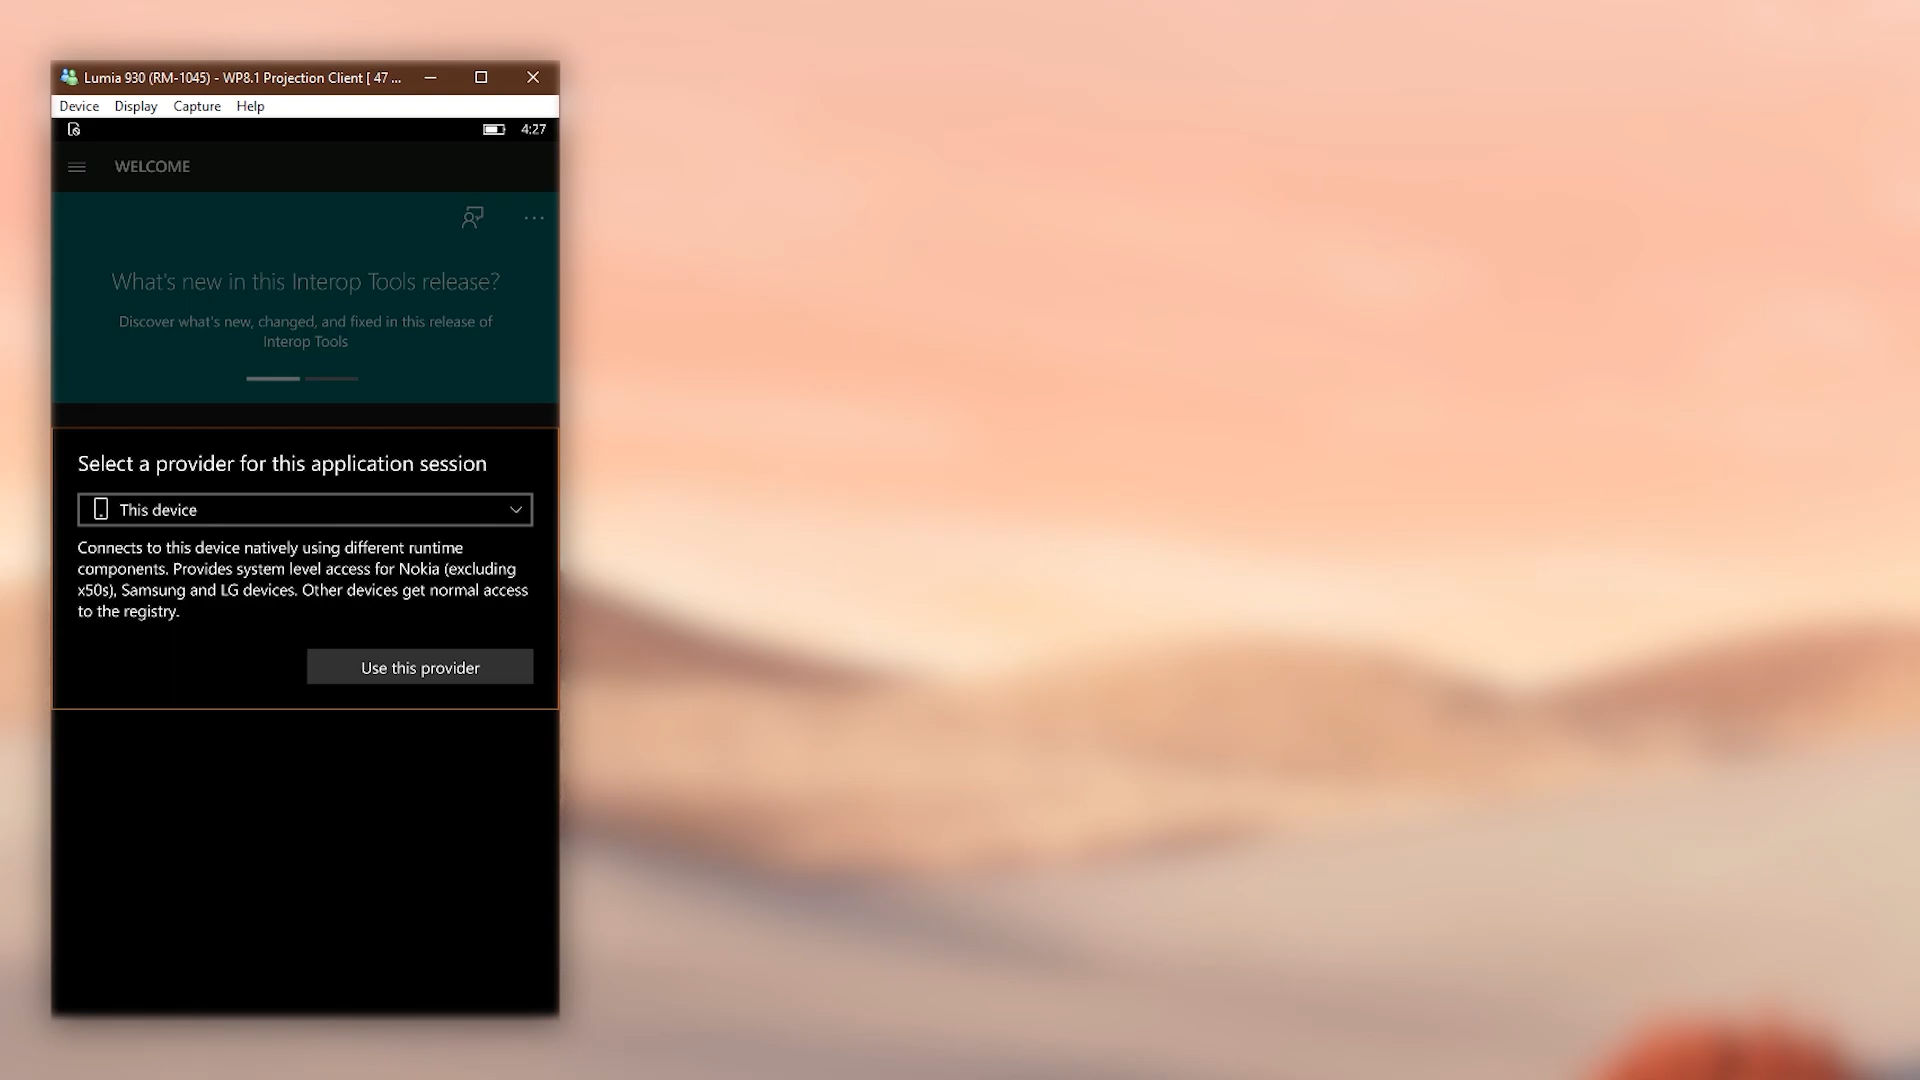 Lumia 930 (RM-1045) - WP8.1 Projection Client [ 47 ...
Device Display Capture Help
4:27
WELCOME
What's new in this Interop Tools release?
Discover what's new, changed, and fixed in this release of
Interop Tools
Select a provider for this application session
This device
Connects to this device natively using different runtime
components. Provides system level access for Nokia (excluding
x50s), Samsung and LG devices. Other devices get normal access
to the registry.
Use this provider